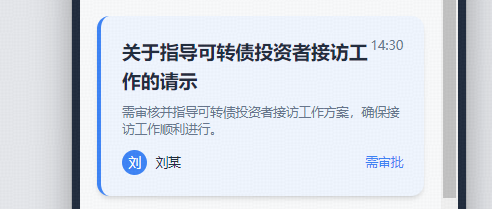 关于指导可转债投资者接访工 14:30
作的请示
需审核并指导可转债投资者接访工作方案，确保接
访工作顺利进行。
刘 刘某 需审批